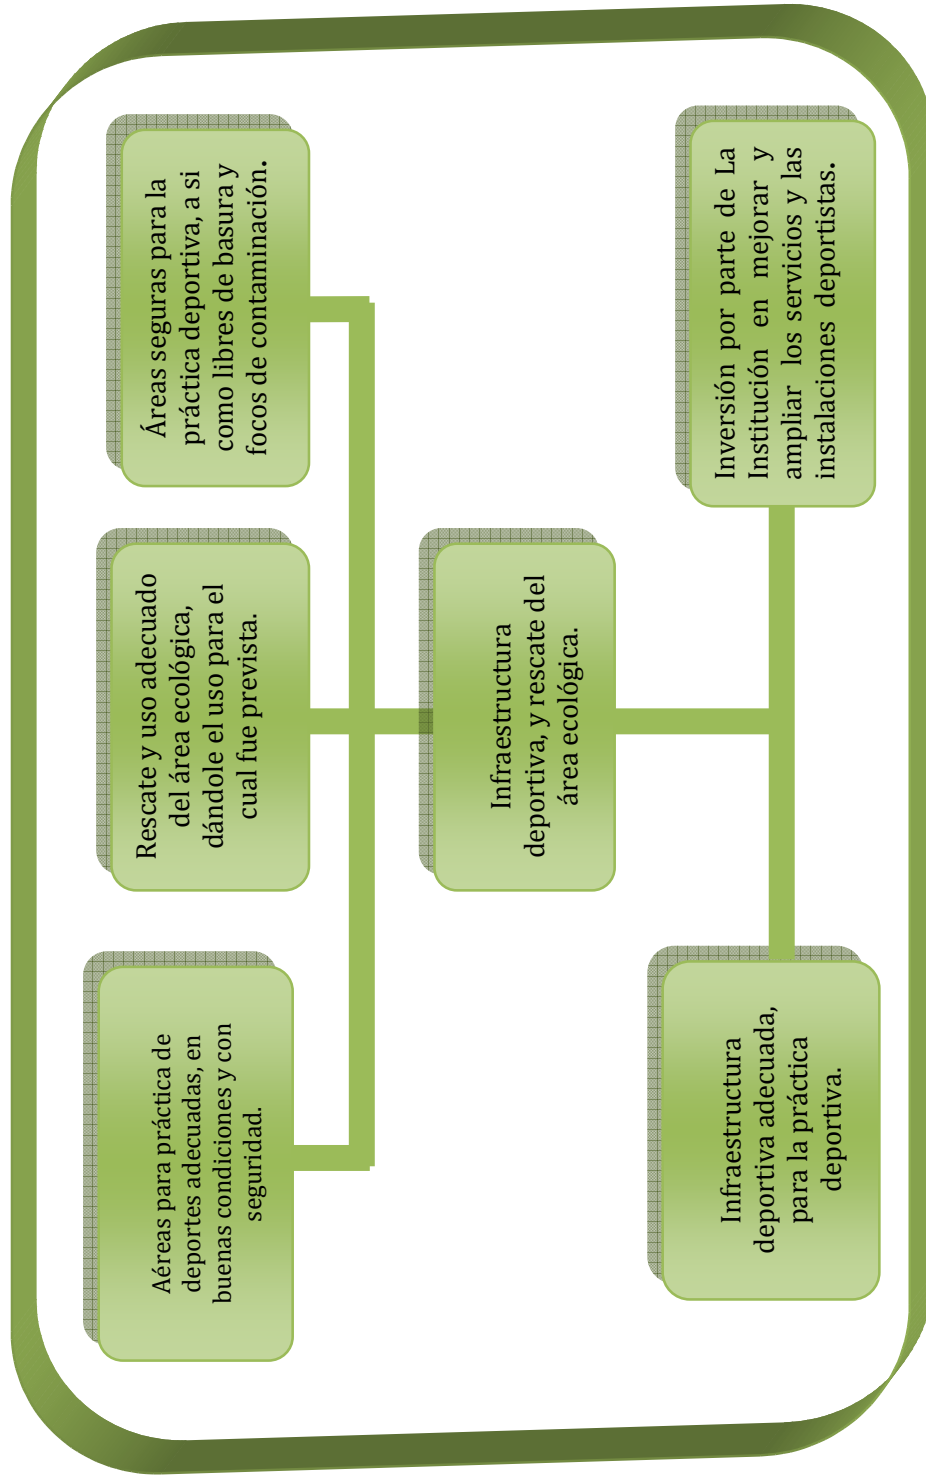 Aéreas para práctica de
deportes adecuadas, en
buenas condiciones y con
seguridad.
Rescate y uso adecuado
del área ecológica,
dándole el uso para el
cual fue prevista.
Áreas seguras para la
práctica deportiva, a si
como libres de basura y
focos de contaminación.
Infraestructura
deportiva, y rescate del
área ecológica.
Infraestructura
deportiva adecuada,
para la práctica
deportiva.
Inversión por parte de La
Institución en mejorar y
ampliar los servicios y las
instalaciones deportistas.